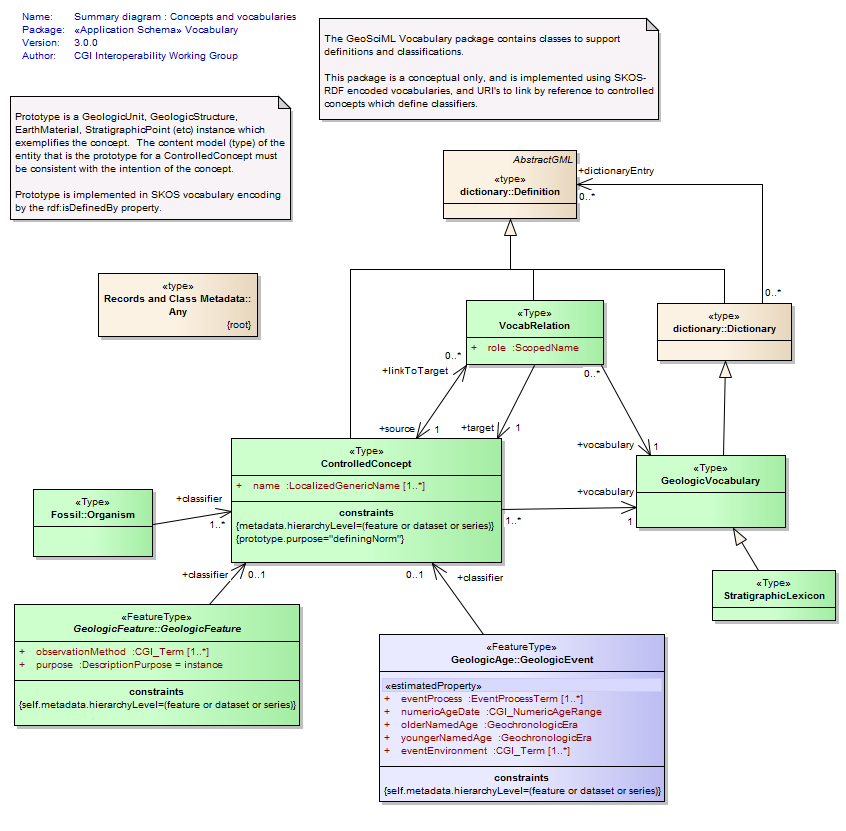 Name: Summary diagram : Concepts and vocabularies
Package: «Application Schema» Vocabulary
Version: 3.0.0
Author: CGI Interoperability Working Group
The GeoSciML Vocabulary package contains classes to support
definitions and classifications.
This package is a conceptual only, and is implemented using SKOS-
RDF encoded vocabularies, and URI's to link by reference to controlled
concepts which define classifiers.
Prototype is a GeologicUnit, GeologicStructure,
EarthMaterial, StratigraphicPoint (etc) instance which
exemplifies the concept. The content model (type) of the
entity that is the prototype for a ControlledConcept must
be consistent with the intention of the concept.
Prototype is implemented in SKOS vocabulary encoding
by the rdf:isDefinedBy property.
AbstractGML
«type»
dictionary::Definition
+dictionaryEntry
0..*
«type»
Records and Class Metadata::
Any
{root}
0..*
«Type»
VocabRelation
+ role :ScopedName
«type»
dictionary::Dictionary
0..*
+linkToTarget
0..*
+source 1
+target 1
+vocabulary 1
«Type»
ControlledConcept
+ name :LocalizedGenericName [1..*]
constraints
{metadata.hierarchyLevel=(feature or dataset or series)}
{prototype.purpose="definingNorm"}
«Type»
GeologicVocabulary
+vocabulary
1..*
1
«Type»
Fossil::Organism
+classifier
1..*
«Type»
StratigraphicLexicon
+classifier 0..1
0..1 +classifier
«FeatureType»
GeologicFeature::GeologicFeature
+ observationMethod :CGI_Term [1..*]
+ purpose :DescriptionPurpose = instance
constraints
{self.metadata.hierarchyLevel=(feature or dataset or series)}
«FeatureType»
GeologicAge::GeologicEvent
«estimatedProperty»
+ eventProcess :EventProcessTerm [1..*]
+ numericAgeDate :CGI_NumericAgeRange
+ olderNamedAge :GeochronologicEra
+ youngerNamedAge :GeochronologicEra
+ eventEnvironment :CGI_Term [1..*]
constraints
{self.metadata.hierarchyLevel=(feature or dataset or series)}